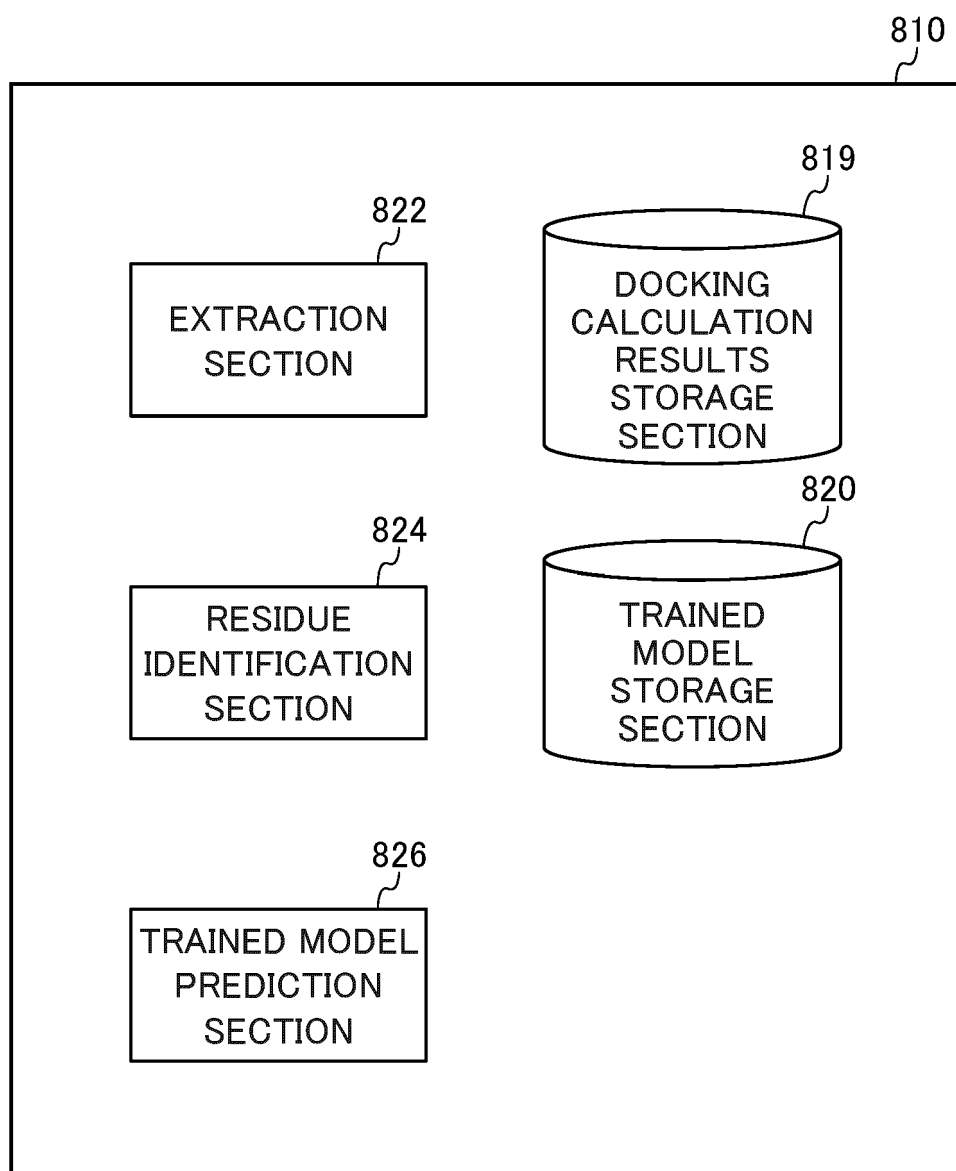 810
819
822
DOCKING
CALCULATION
RESULTS
STORAGE
SECTION
EXTRACTION
SECTION
820
824
TRAINED
MODEL
STORAGE
SECTION
RESIDUE
IDENTIFICATION
SECTION
826
TRAINED MODEL
PREDICTION
SECTION